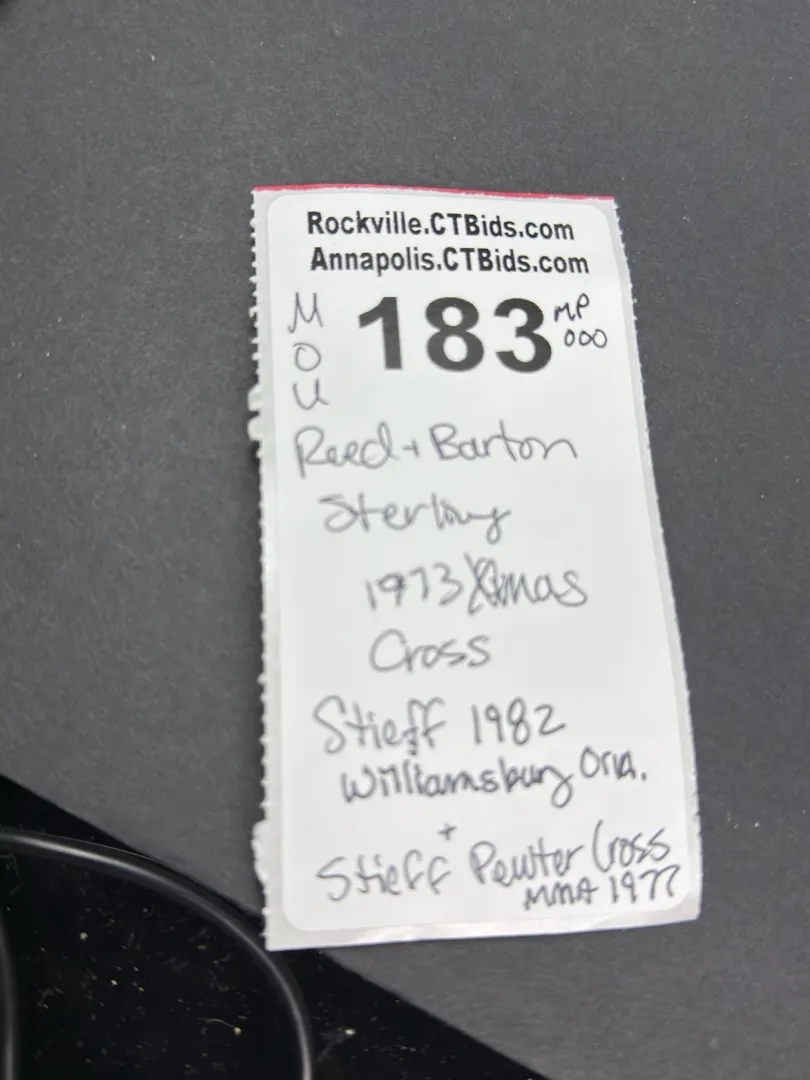 Rockville.CTBids.com
Annapolis.CTBids.com
M
O
U
183 MP
000
Reed + Barton
Sterling
1973 Xmas
Cross
Stieff 1982
Williamsburg Orn.
+
Stieff Pewter Cross
MMA 1977